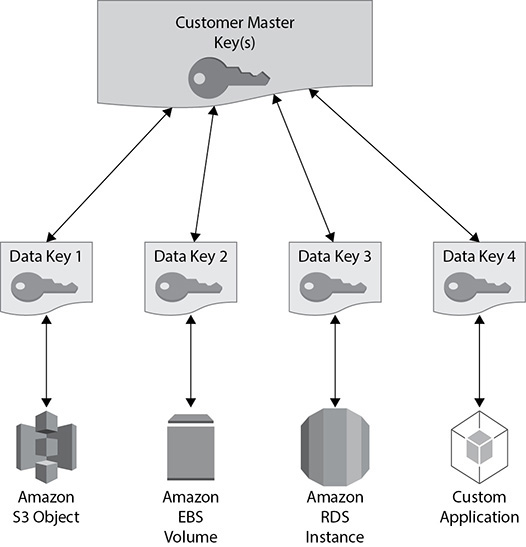 Customer Master
Key(s)
Data Key 1
Data Key 2
Data Key 3
Data Key 4
Amazon
S3 Object
Amazon
EBS
Volume
Amazon
RDS
Instance
Custom
Application